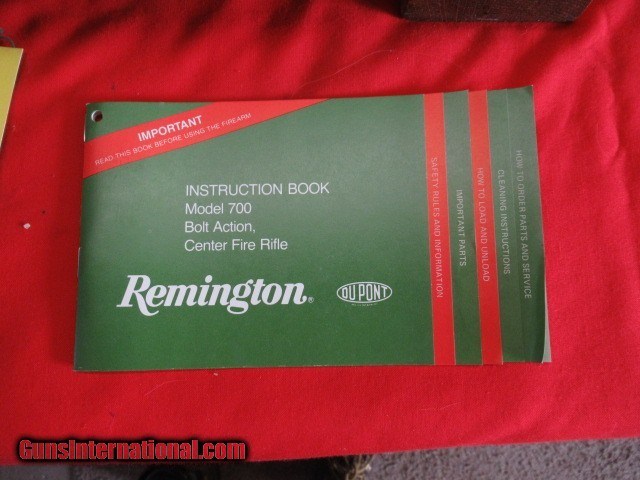 IMPORTANT
READ THIS BOOK BEFORE USING THE FIREARM
INSTRUCTION BOOK
Model 700
Bolt Action,
Center Fire Rifle
Remington®
DU PONT
SAFETY RULES AND INFORMATION
IMPORTANT PARTS
HOW TO LOAD AND UNLOAD
CLEANING INSTRUCTIONS
HOW TO ORDER PARTS AND SERVICE
GunsInternational.com